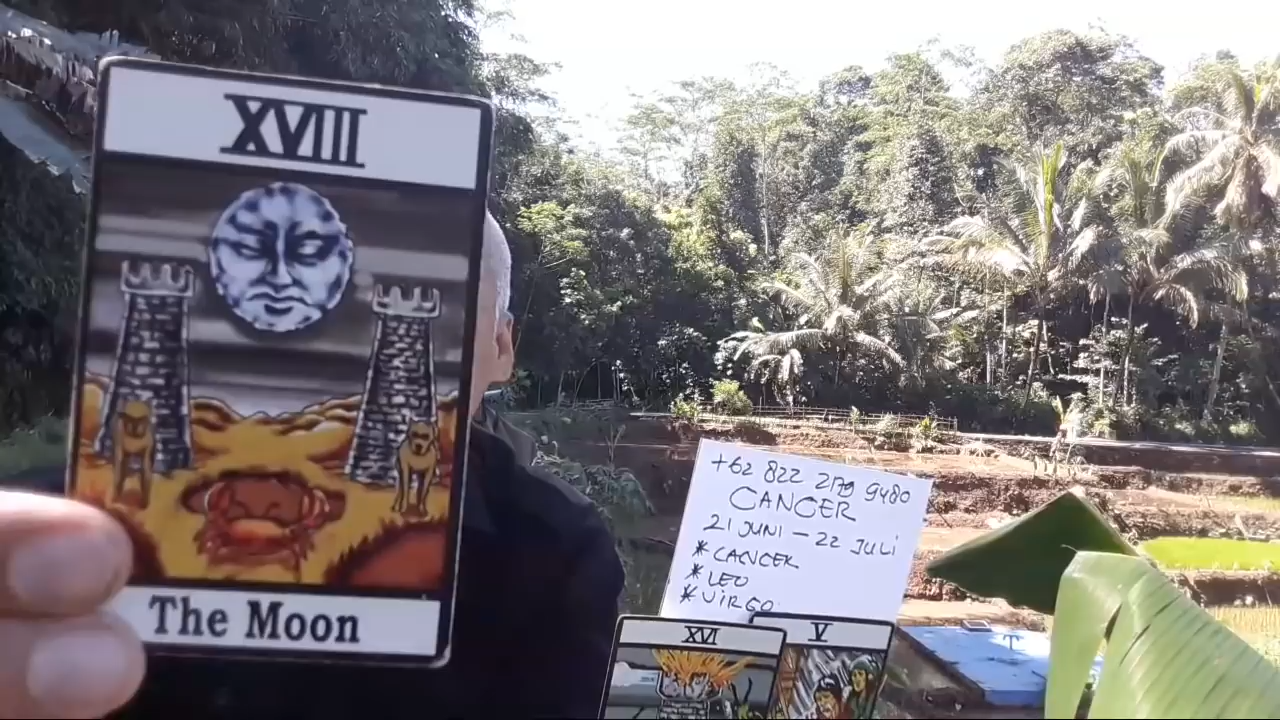 XVIII
The Moon
+62 822 2179 9480
CANCER
21 JUNI - 22 JULI
* CANCER
* LEO
* VIRGO
XVI
V